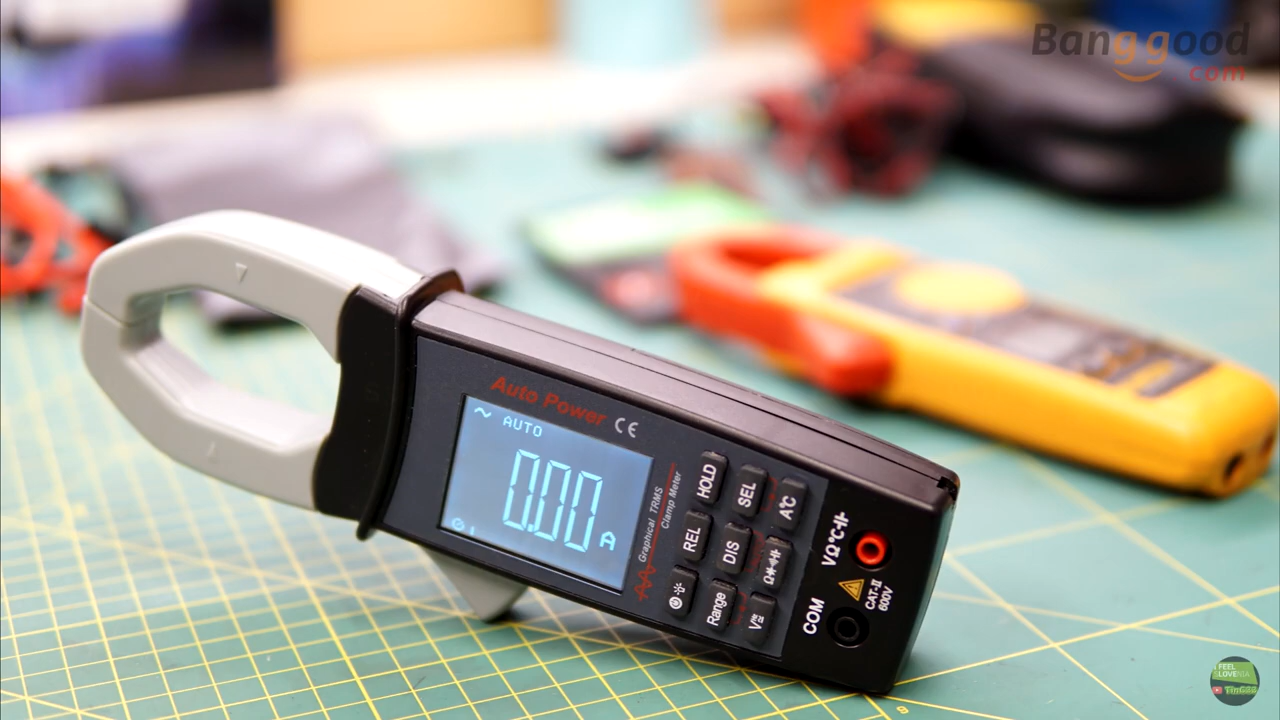 Banggood
.com
Auto Power CE
~ AUTO
0.00 A
Graphical TRMS
Clamp Meter
HOLD
SEL
A°C
REL
DIS
Range
VΩ°C
COM
CAT-II
600V
I FEEL
SLOVENIA
TinG88